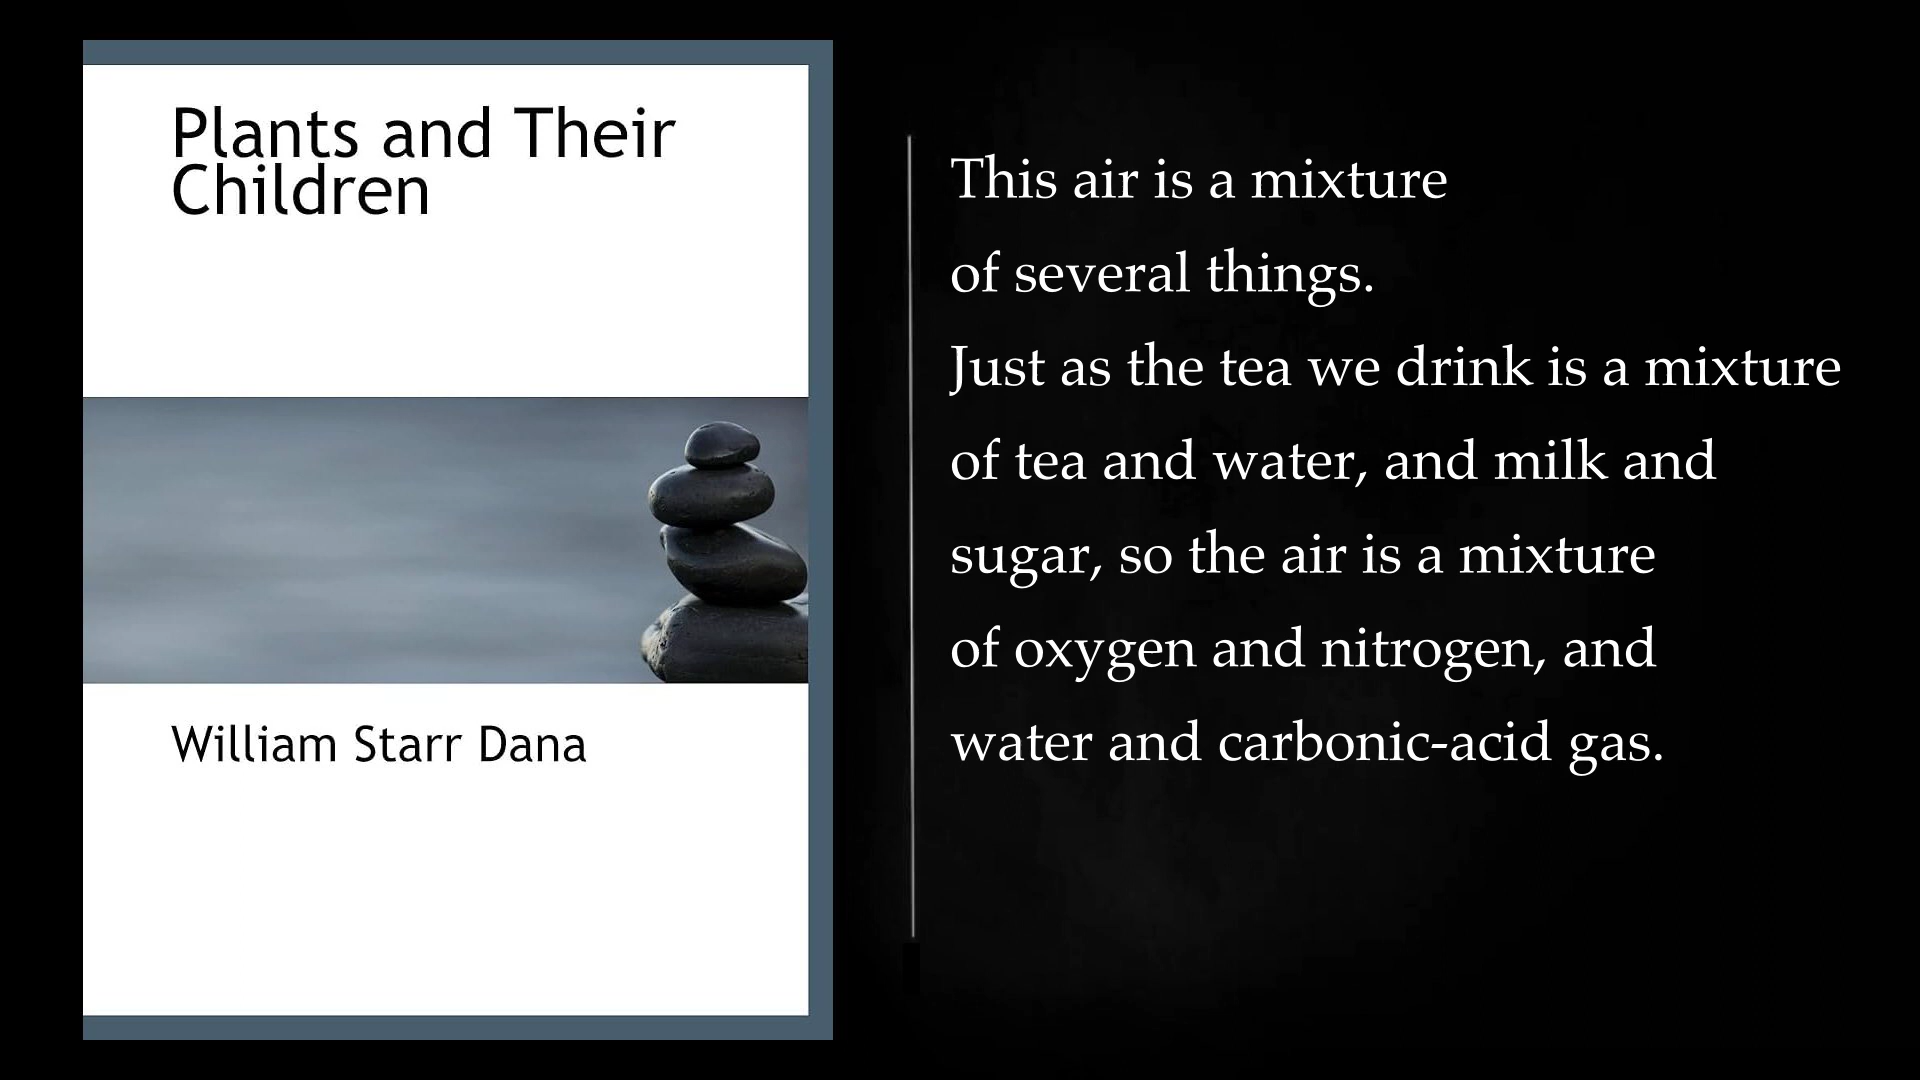 Plants and Their
Children
William Starr Dana
This air is a mixture
of several things.
Just as the tea we drink is a mixture
of tea and water, and milk and
sugar, so the air is a mixture
of oxygen and nitrogen, and
water and carbonic-acid gas.